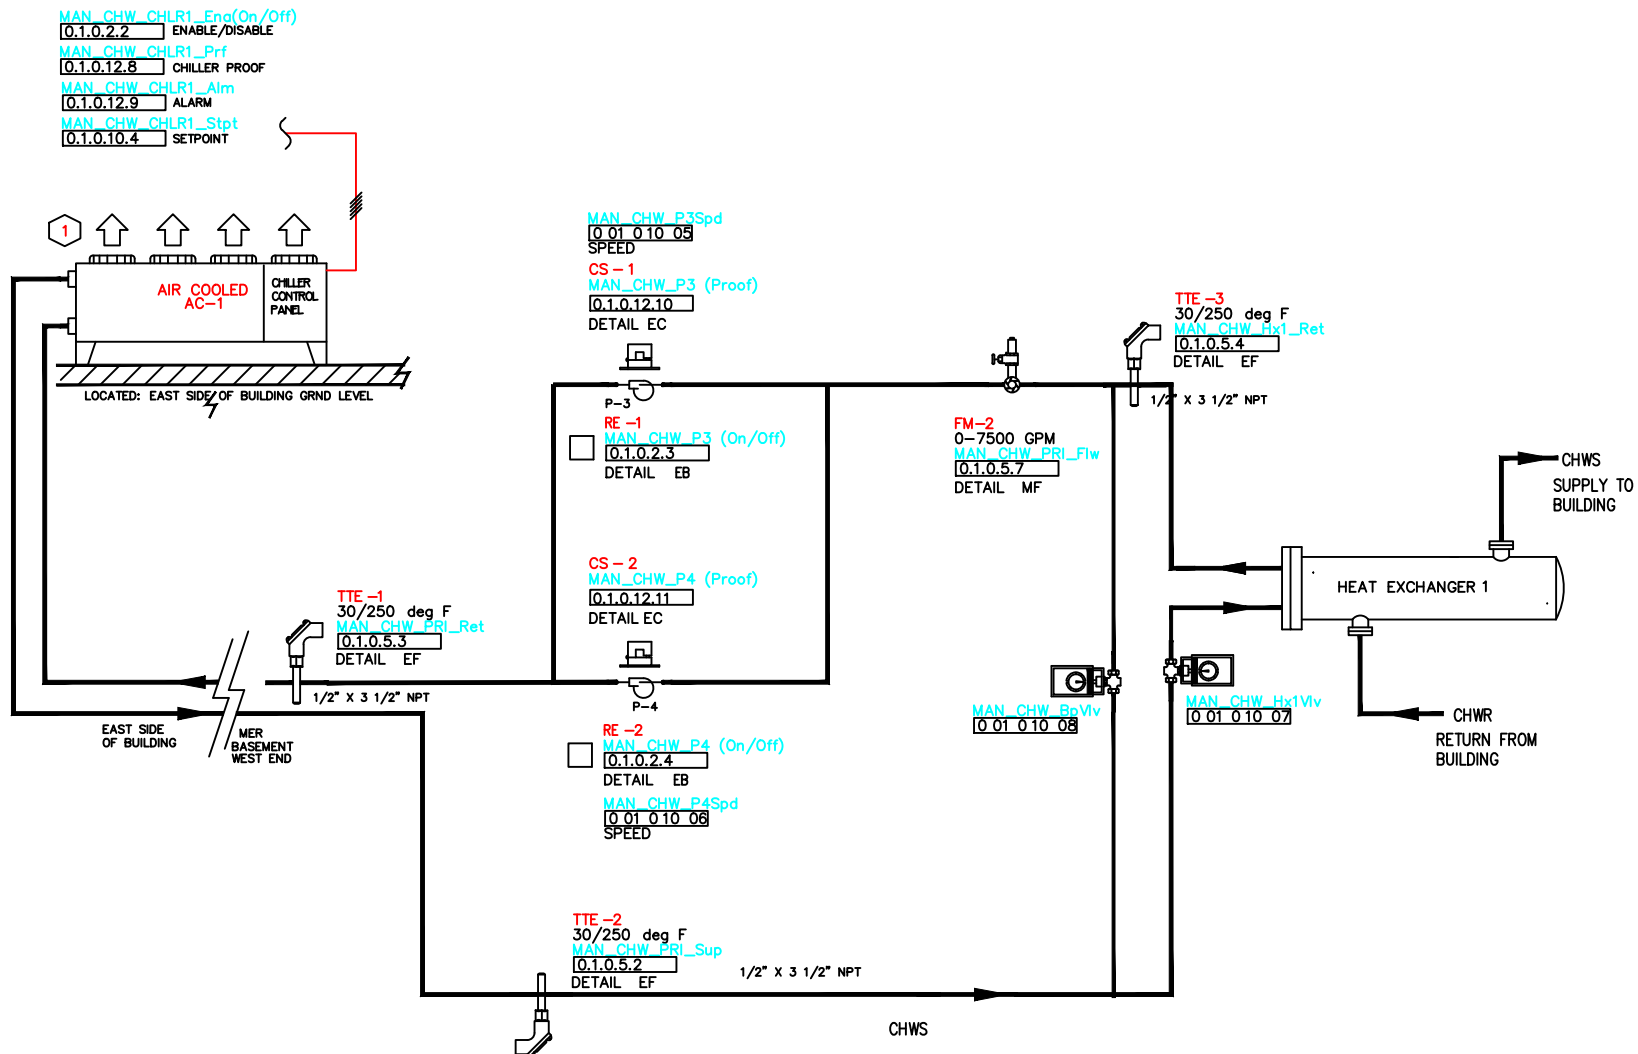 MAN_CHW_CHLR1_Ena(On/Off)
0.1.0.2.2 ENABLE/DISABLE
MAN_CHW_CHLR1_Prf
0.1.0.12.8 CHILLER PROOF
MAN_CHW_CHLR1_Alm
0.1.0.12.9 ALARM
MAN_CHW_CHLR1_Stpt
0.1.0.10.4 SETPOINT
1
AIR COOLED
AC-1
CHILLER
CONTROL
PANEL
LOCATED: EAST SIDE OF BUILDING GRND LEVEL
MAN_CHW_P3Spd
0 01 0 10 05
SPEED
CS-1
MAN_CHW_P3 (Proof)
0.1.0.12.10
DETAIL EC
P-3
RE-1
MAN_CHW_P3 (On/Off)
0.1.0.2.3
DETAIL EB
CS-2
MAN_CHW_P4 (Proof)
0.1.0.12.11
DETAIL EC
P-4
RE-2
MAN_CHW_P4 (On/Off)
0.1.0.2.4
DETAIL EB
MAN_CHW_P4Spd
0 01 0 10 06
SPEED
TTE-1
30/250 deg F
MAN_CHW_PRI_Ret
0.1.0.5.3
DETAIL EF
1/2" X 3 1/2" NPT
EAST SIDE
OF BUILDING
MER
BASEMENT
WEST END
TTE-2
30/250 deg F
MAN_CHW_PRI_Sup
0.1.0.5.2
DETAIL EF
1/2" X 3 1/2" NPT
CHWS
FM-2
0-7500 GPM
MAN_CHW_PRI_Flw
0.1.0.5.7
DETAIL MF
TTE-3
30/250 deg F
MAN_CHW_Hx1_Ret
0.1.0.5.4
DETAIL EF
1/2" X 3 1/2" NPT
MAN_CHW_BpVlv
0 01 0 10 08
MAN_CHW_Hx1Vlv
0 01 0 10 07
HEAT EXCHANGER 1
CHWS
SUPPLY TO
BUILDING
CHWR
RETURN FROM
BUILDING